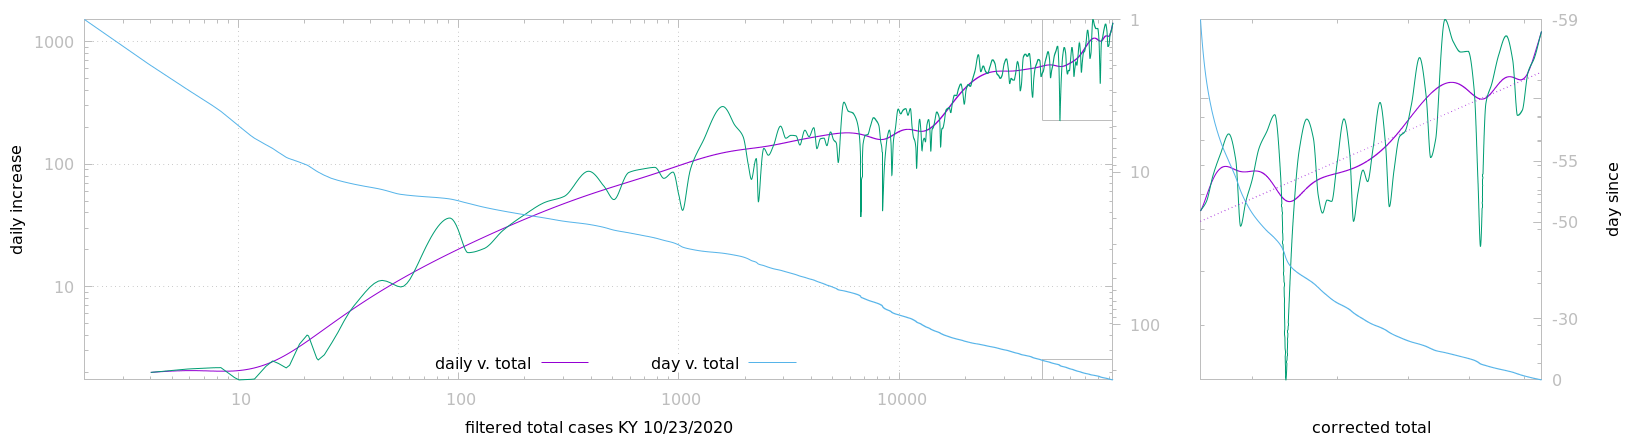 daily increase
1000
100
10
10
100
1000
10000
filtered total cases KY 10/23/2020
daily v. total
day v. total
1
10
100
-59
-55
-50
-30
0
day since
corrected total